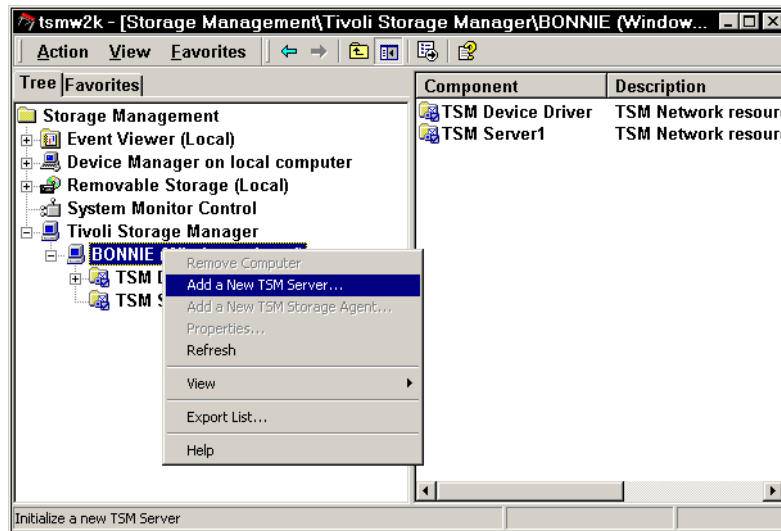 tsmw2k - [Storage Management\Tivoli Storage Manager\BONNIE (Window...
Action View Favorites
Tree Favorites
Storage Management
Event Viewer (Local)
Device Manager on local computer
Removable Storage (Local)
System Monitor Control
Tivoli Storage Manager
BONNIE
TSM
TSM
Remove Computer
Add a New TSM Server...
Add a New TSM Storage Agent...
Properties...
Refresh
View
Export List...
Help
Component Description
TSM Device Driver TSM Network resour
TSM Server1 TSM Network resour
Initialize a new TSM Server